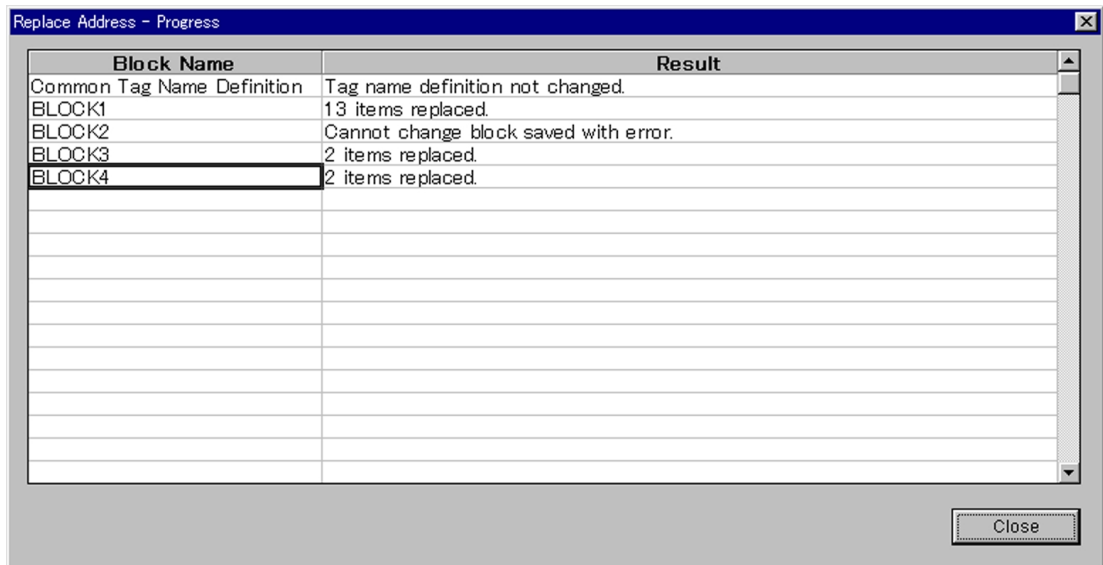 Replace Address - Progress
Block Name Result
Common Tag Name Definition Tag name definition not changed.
BLOCK1 13 items replaced.
BLOCK2 Cannot change block saved with error.
BLOCK3 2 items replaced.
BLOCK4 2 items replaced.
Close